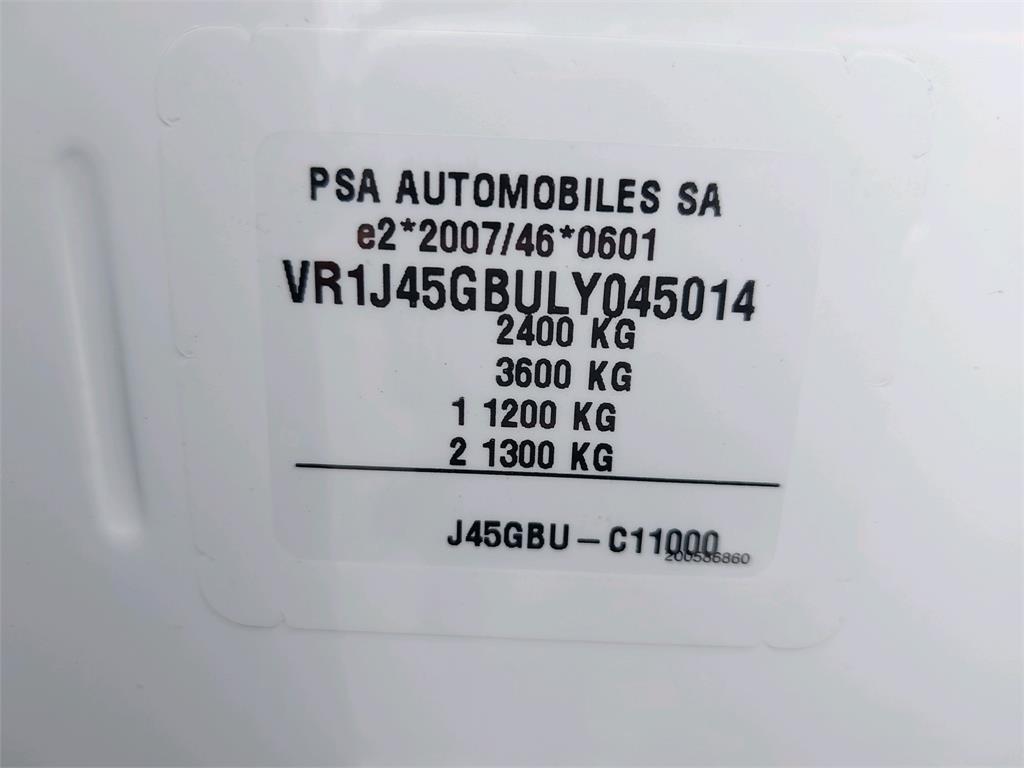 PSA AUTOMOBILES SA
e2*2007/46*0601
VR1J45GBULY045014
2400 KG
3600 KG
1 1200 KG
2 1300 KG
J45GBU-C11000
200586860